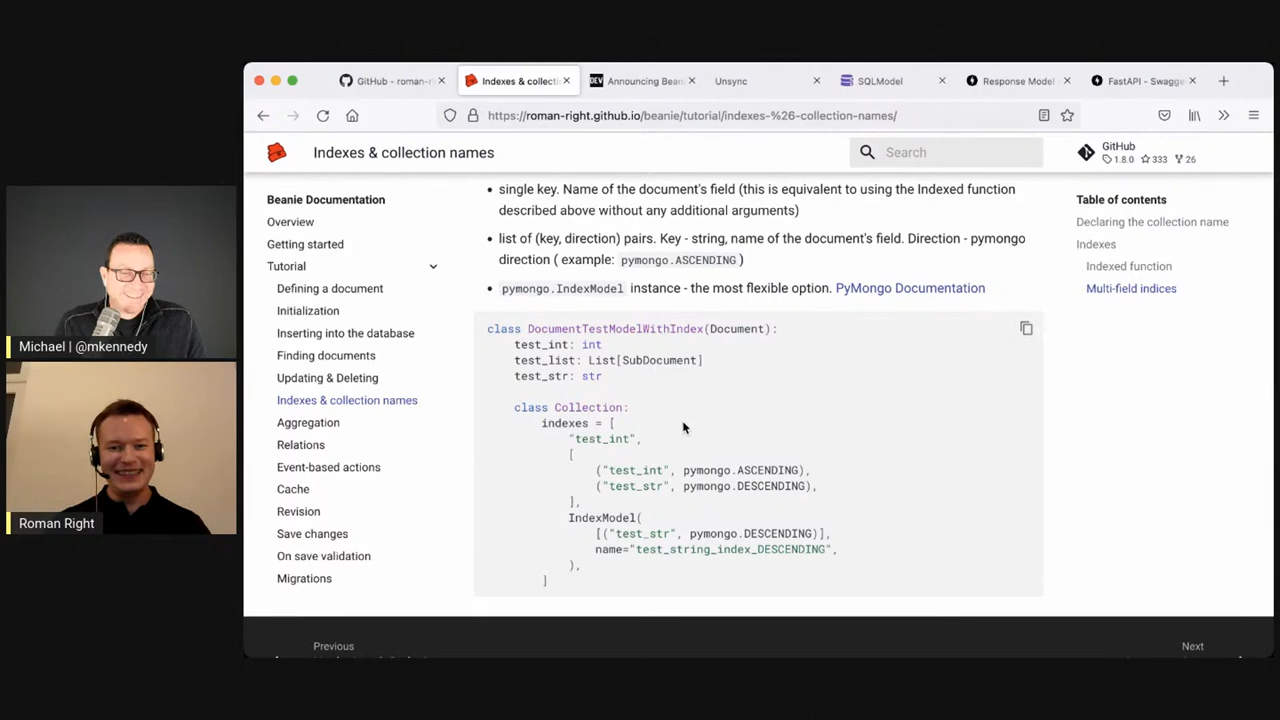 GitHub - roman-ri
Indexes & collecti
DEV
Announcing Bean
Unsync
SQLModel
Response Model -
FastAPI - Swagge
https://roman-right.github.io/beanie/tutorial/indexes-%26-collection-names/
Indexes & collection names
Search
GitHub
1.8.0 333 26
Beanie Documentation
Overview
Getting started
Tutorial
Defining a document
Initialization
Inserting into the database
Finding documents
Updating & Deleting
Indexes & collection names
Aggregation
Relations
Event-based actions
Cache
Revision
Save changes
On save validation
Migrations
single key. Name of the document's field (this is equivalent to using the Indexed function
described above without any additional arguments)
list of (key, direction) pairs. Key - string, name of the document's field. Direction - pymongo
direction ( example: pymongo.ASCENDING )
pymongo.IndexModel instance - the most flexible option. PyMongo Documentation
class DocumentTestModelWithIndex(Document):
test_int: int
test_list: List[SubDocument]
test_str: str
class Collection:
indexes = [
"test_int",
[
("test_int", pymongo.ASCENDING),
("test_str", pymongo.DESCENDING),
],
IndexModel(
[("test_str", pymongo.DESCENDING)],
name="test_string_index_DESCENDING",
),
]
Table of contents
Declaring the collection name
Indexes
Indexed function
Multi-field indices
Previous
Next
Michael | @mkennedy
Roman Right